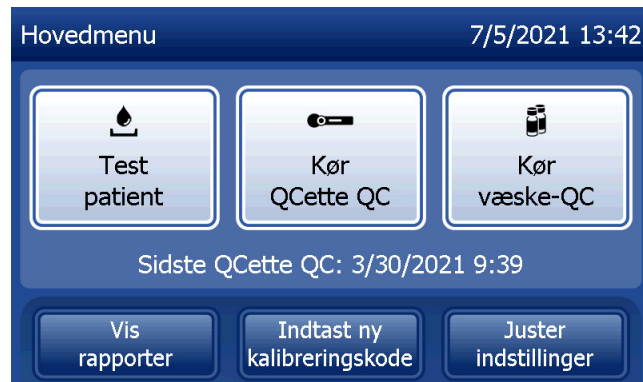 Hovedmenu 7/5/2021 13:42
Test
patient
Kør
QCette QC
Kør
væske-QC
Sidste QCette QC: 3/30/2021 9:39
Vis
rapporter
Indtast ny
kalibreringskode
Juster
indstillinger